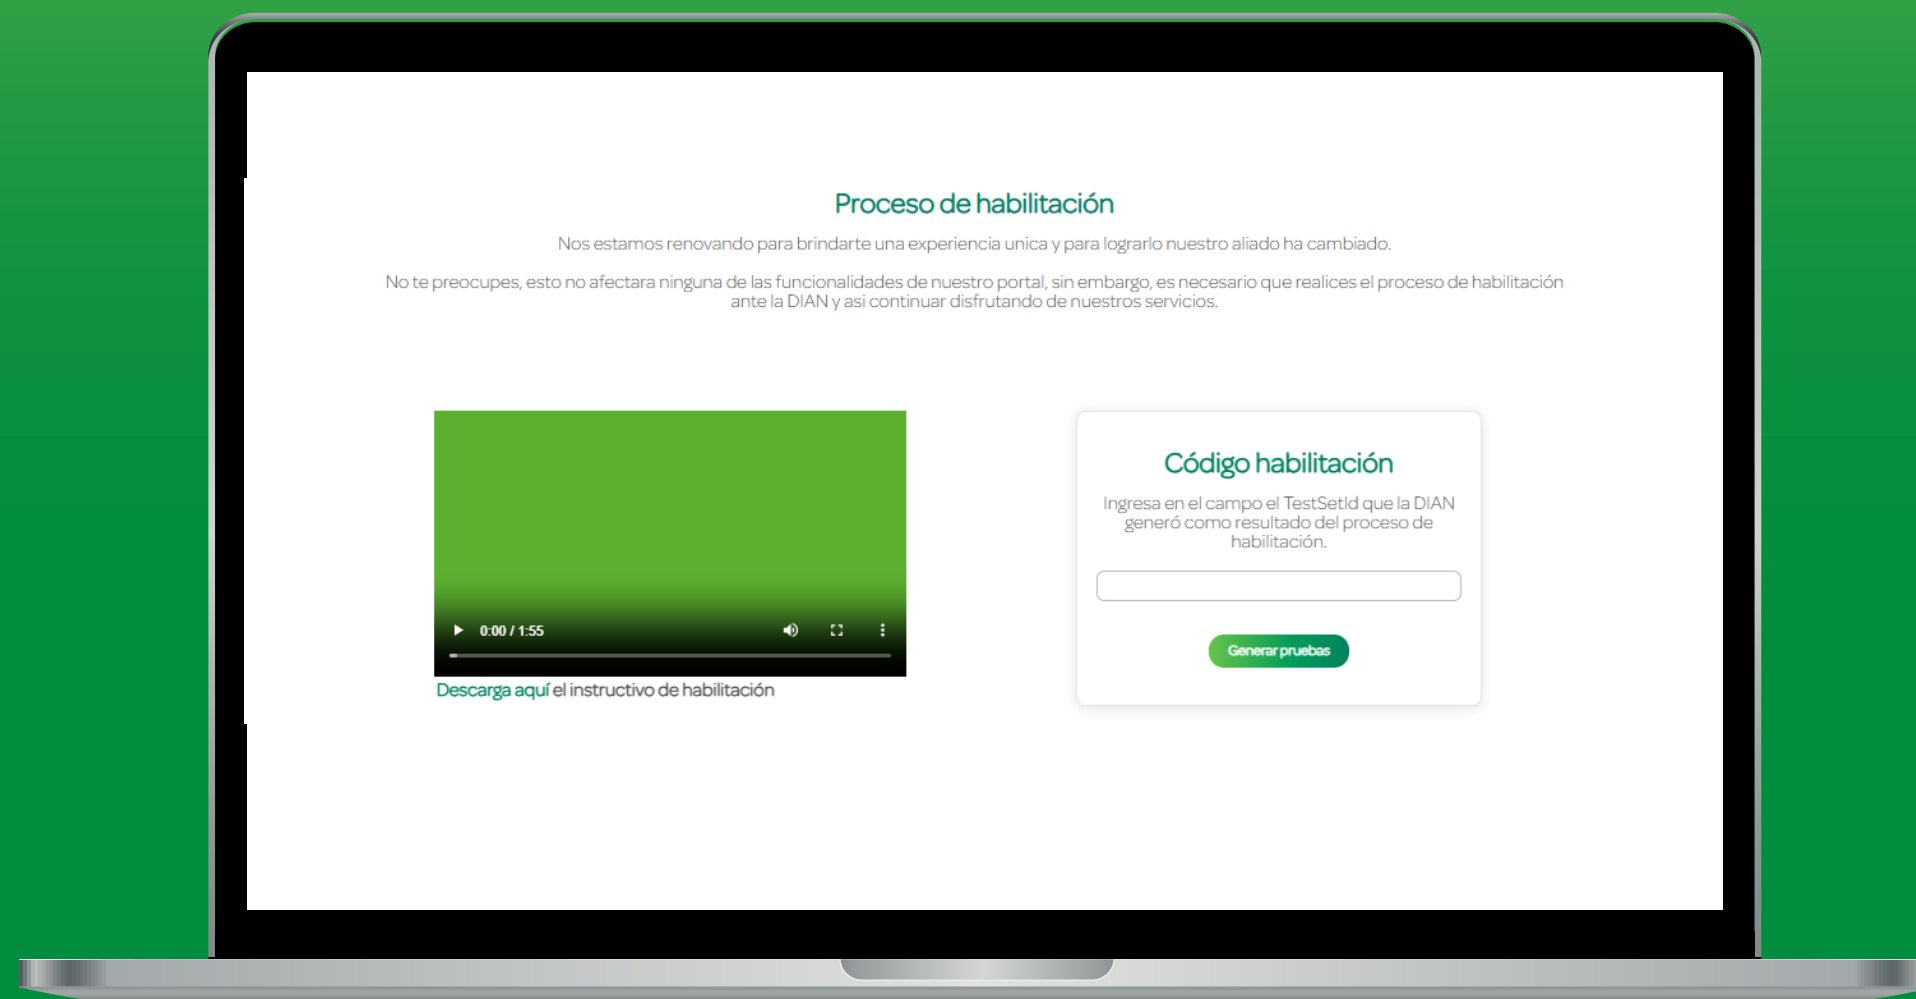 Proceso de habilitación
Nos estamos renovando para brindarte una experiencia unica y para lograrlo nuestro aliado ha cambiado.
No te preocupes, esto no afectara ninguna de las funcionalidades de nuestro portal, sin embargo, es necesario que realices el proceso de habilitación
ante la DIAN y asi continuar disfrutando de nuestros servicios.
0:00 / 1:55
Descarga aquí el instructivo de habilitación
Código habilitación
Ingresa en el campo el TestSetId que la DIAN
generó como resultado del proceso de
habilitación.
Generar pruebas